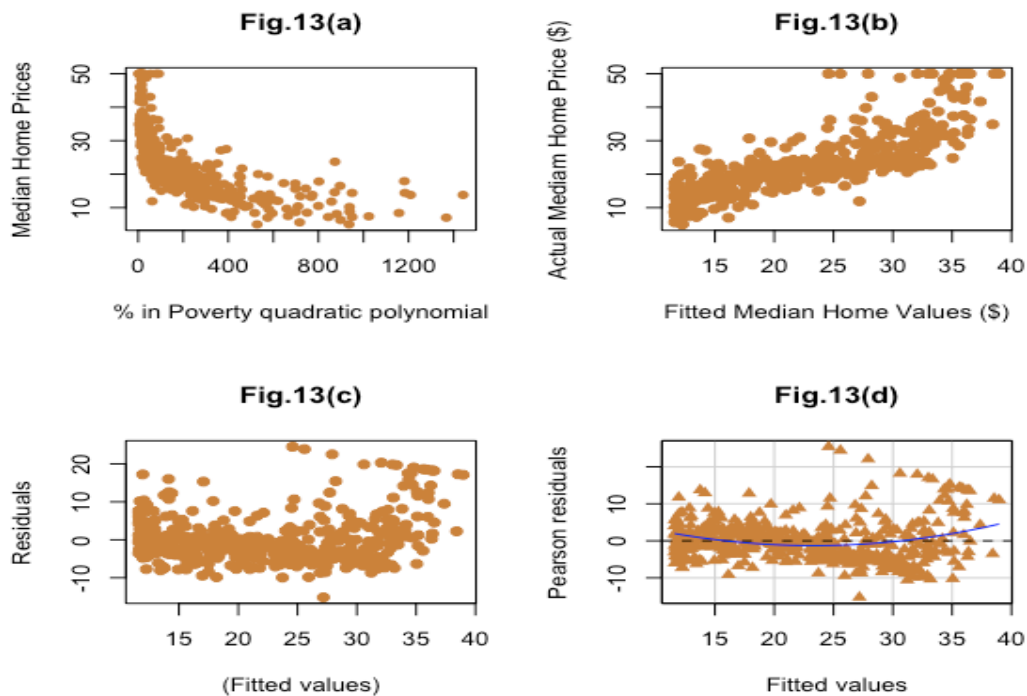 Fig.13(a)
Median Home Prices
50
30
10
0 400 800 1200
% in Poverty quadratic polynomial
Fig.13(b)
Actual Mediam Home Price ($)
50
30
10
15 20 25 30 35 40
Fitted Median Home Values ($)
Fig.13(c)
Residuals
20
10
0
-10
15 20 25 30 35 40
(Fitted values)
Fig.13(d)
Pearson residuals
10
0
-10
15 20 25 30 35 40
Fitted values